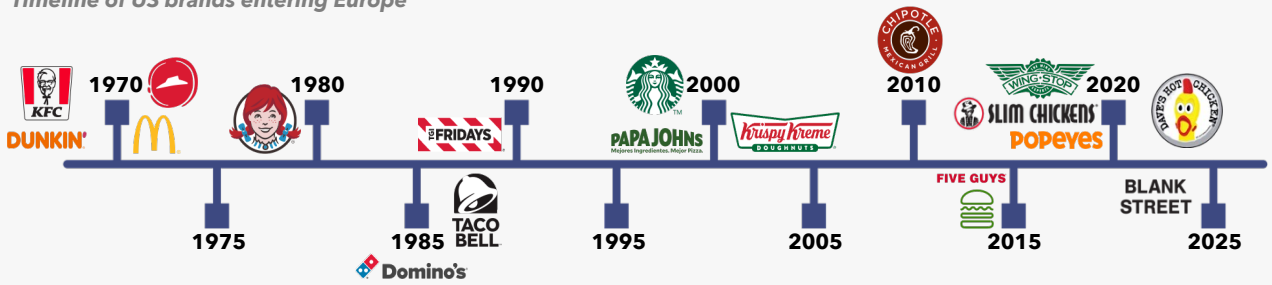 Timeline of US brands entering Europe
KFC
DUNKIN'
1970
1980
TGI FRIDAYS
1990
TM
PAPA JOHNS
Mejores Ingredientes. Mejor Pizza.
2000
Krispy Kreme
DOUGHNUTS
CHIPOTLE
MEXICAN GRILL
2010
WING·STOP
SLIM CHICKENS
POPEYES
2020
DAVE'S HOT CHICKEN
1975
1985
Domino's
TACO
BELL
1995
2005
FIVE GUYS
2015
BLANK
STREET
2025